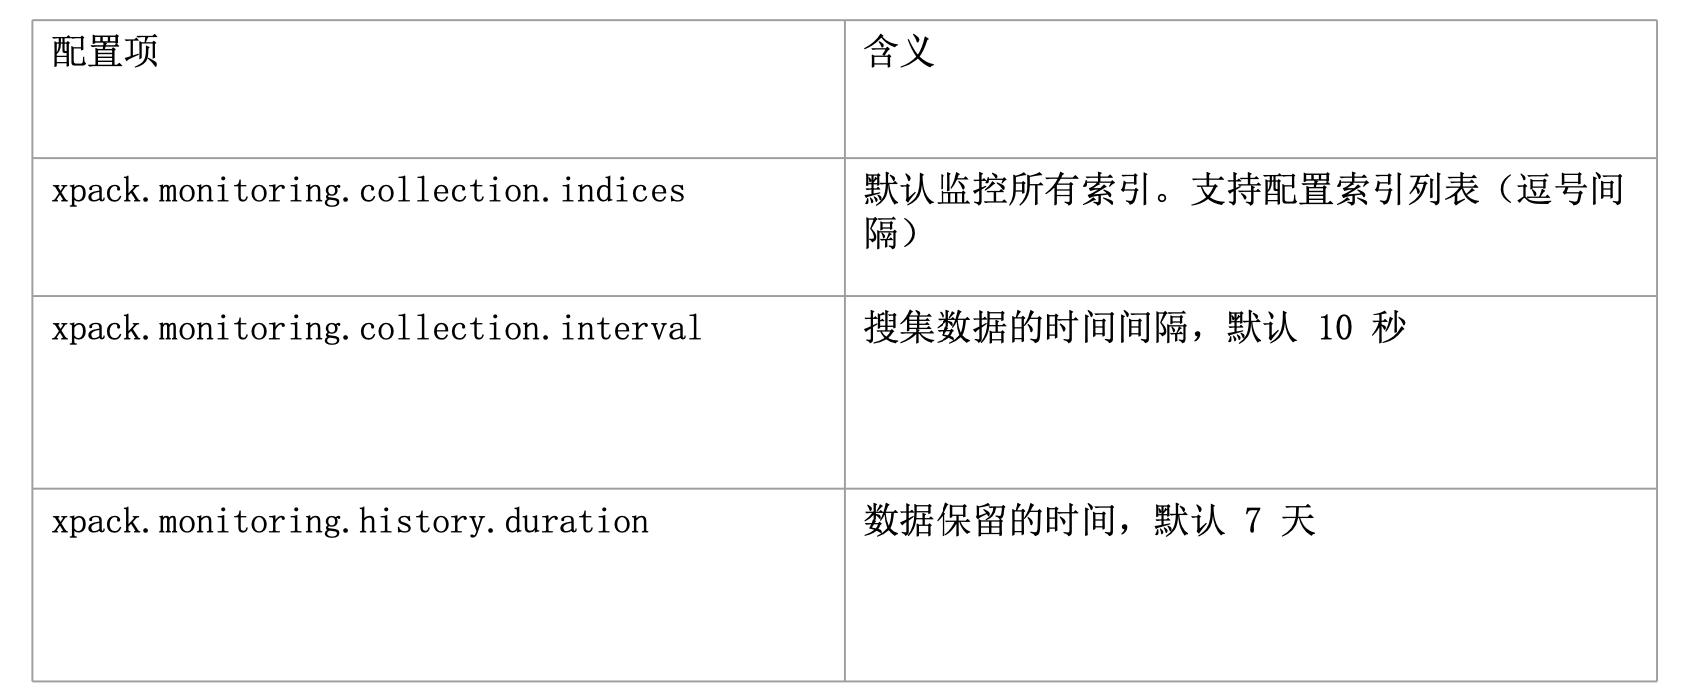 配置项
含义
xpack.monitoring.collection.indices
默认监控所有索引。支持配置索引列表（逗号间
隔）
xpack.monitoring.collection.interval
搜集数据的时间间隔，默认 10 秒
xpack.monitoring.history.duration
数据保留的时间，默认 7 天